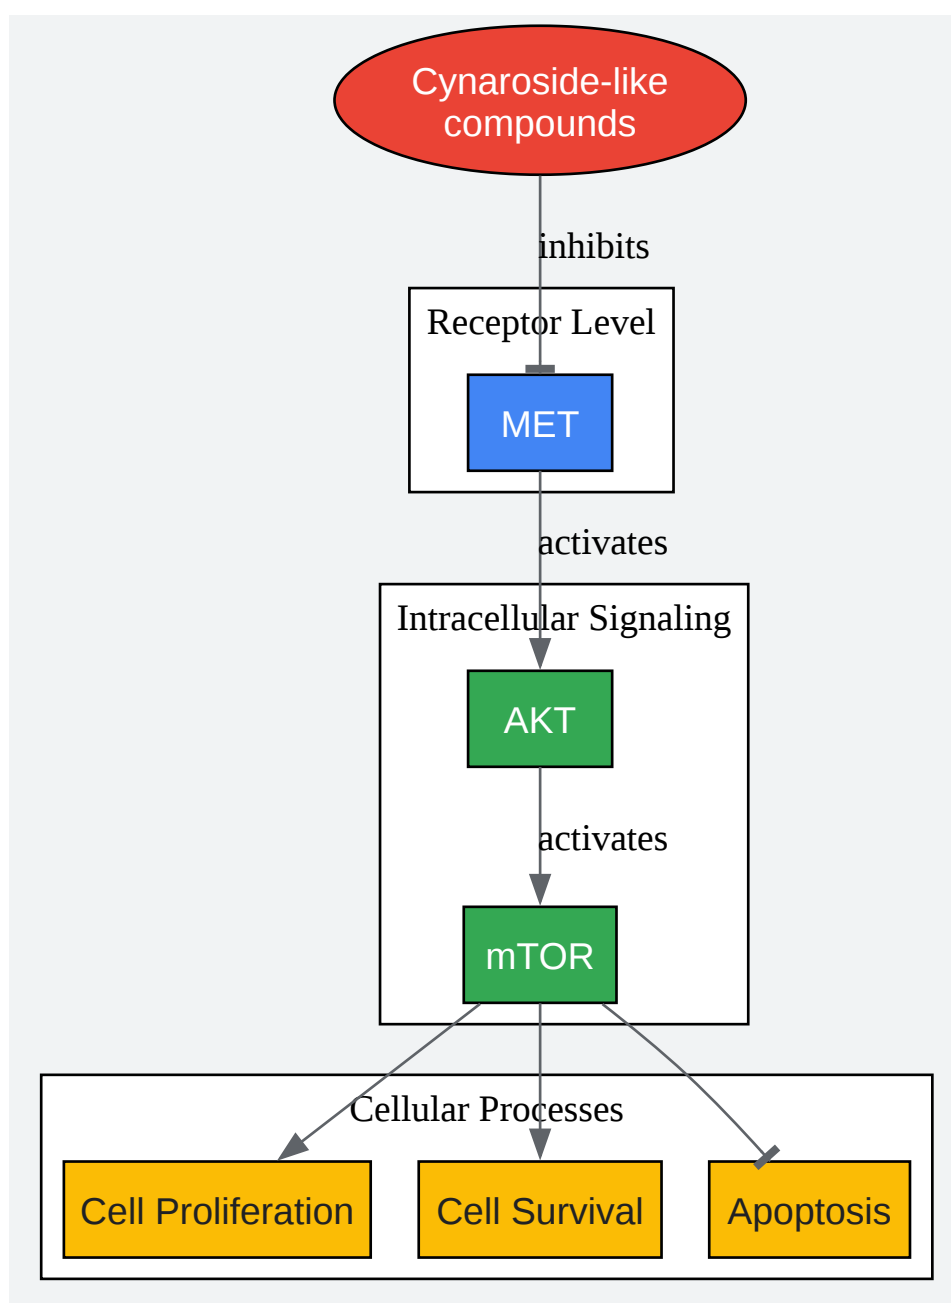 Cynaroside-like
compounds
inhibits
Receptor Level
MET
activates
Intracellular Signaling
AKT
activates
mTOR
Cellular Processes
Cell Proliferation
Cell Survival
Apoptosis